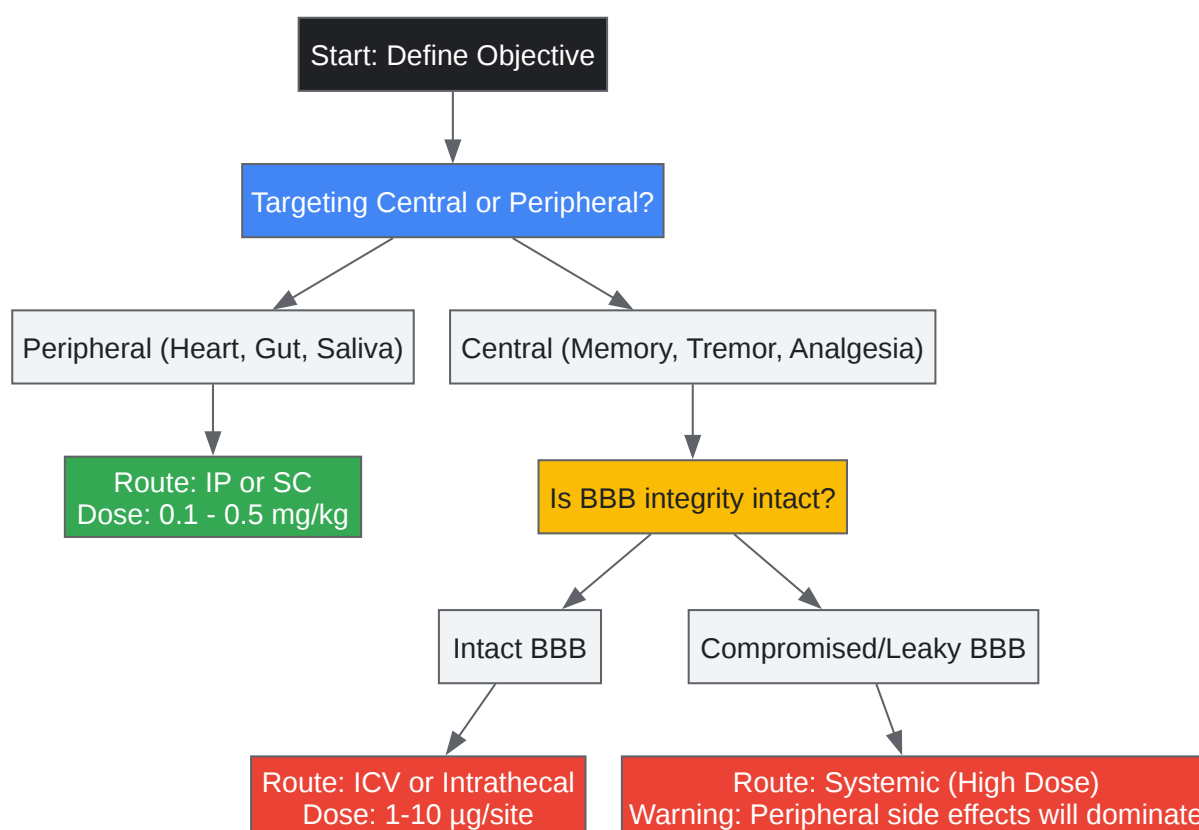 Start: Define Objective
Targeting Central or Peripheral?
Peripheral (Heart, Gut, Saliva)
Central (Memory, Tremor, Analgesia)
Route: IP or SC
Dose: 0.1 - 0.5 mg/kg
Is BBB integrity intact?
Intact BBB
Compromised/Leaky BBB
Route: ICV or Intrathecal
Dose: 1-10 µg/site
Route: Systemic (High Dose)
Warning: Peripheral side effects will dominate